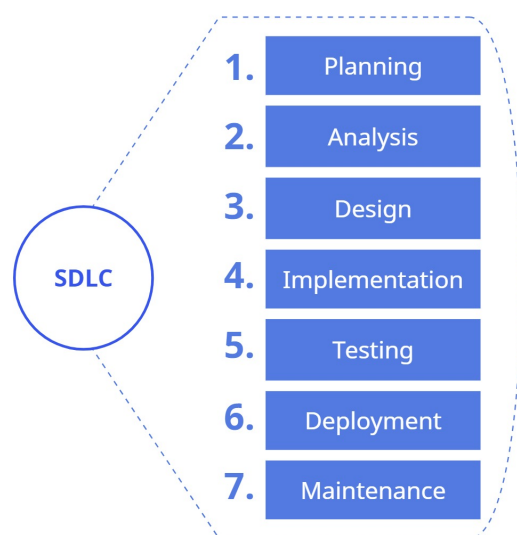 SDLC
1. Planning
2. Analysis
3. Design
4. Implementation
5. Testing
6. Deployment
7. Maintenance